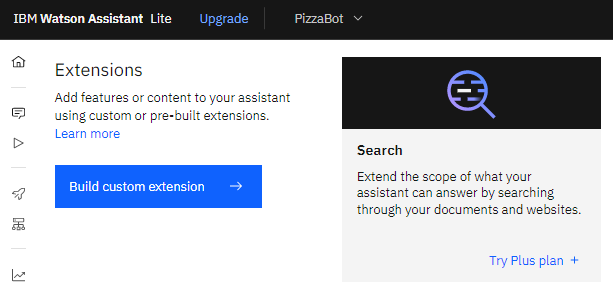 IBM Watson Assistant Lite Upgrade PizzaBot
Extensions
Add features or content to your assistant
using custom or pre-built extensions.
Learn more
Build custom extension
Search
Extend the scope of what your
assistant can answer by searching
through your documents and websites.
Try Plus plan +